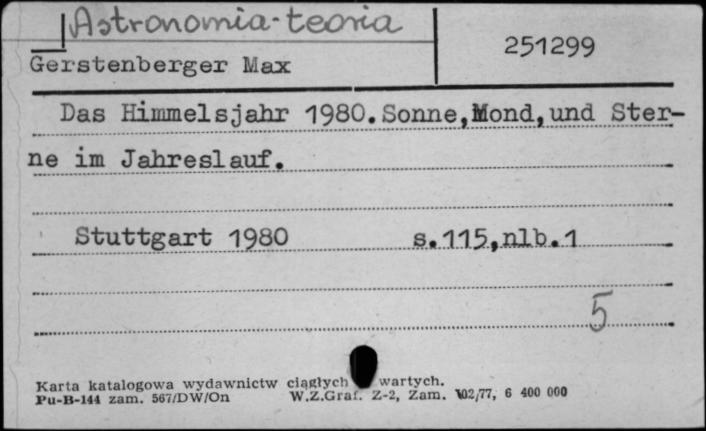 Astronomia-teoria
251299
Gerstenberger Max
Das Himmelsjahr 1980. Sonne,Mond,und Ster-
ne im Jahreslauf.
Stuttgart 1980 s.115,nlb.1
5
Karta katalogowa wydawnictw ciągłych wartych.
Pu-B-144 zam. 567/DW/On W.Z.Graf. Z-2, Zam. 102/77, 6 400 000